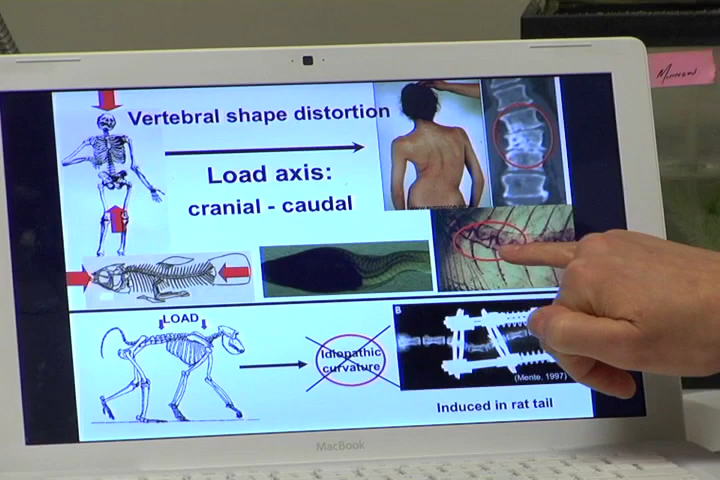 Vertebral shape distortion
Load axis:
cranial - caudal
LOAD
Idiopathic
curvature
B
(Mente, 1997)
Induced in rat tail
MacBook